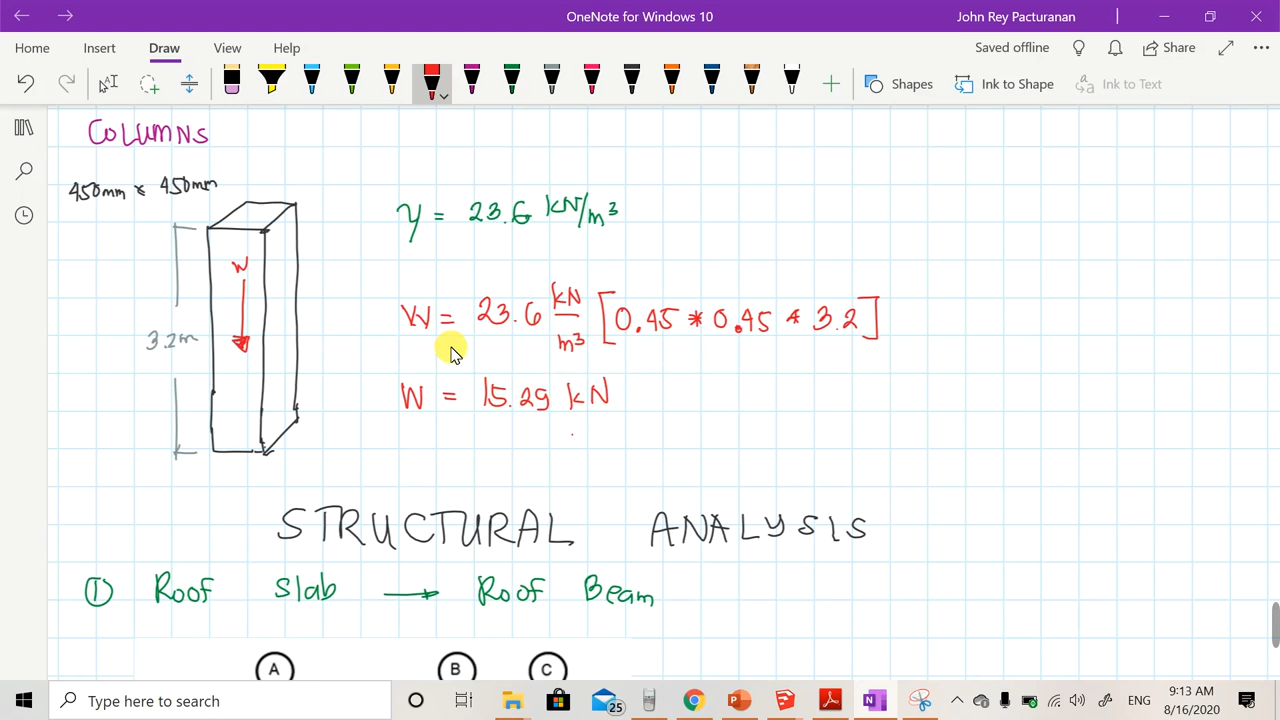 OneNote for Windows 10
John Rey Pacturanan
Home Insert Draw View Help
Saved offline
Share
Shapes
Ink to Shape
Ink to Text
COLUMNS
450mm x 450mm
γ = 23.6 kN/m³
W
W = 23.6 kN/m³ [0.45 * 0.45 * 3.2]
3.2m
W = 15.29 kN
STRUCTURAL ANALYSIS
① Roof Slab → Roof Beam
A B C
Type here to search
25
ENG
9:13 AM
8/16/2020